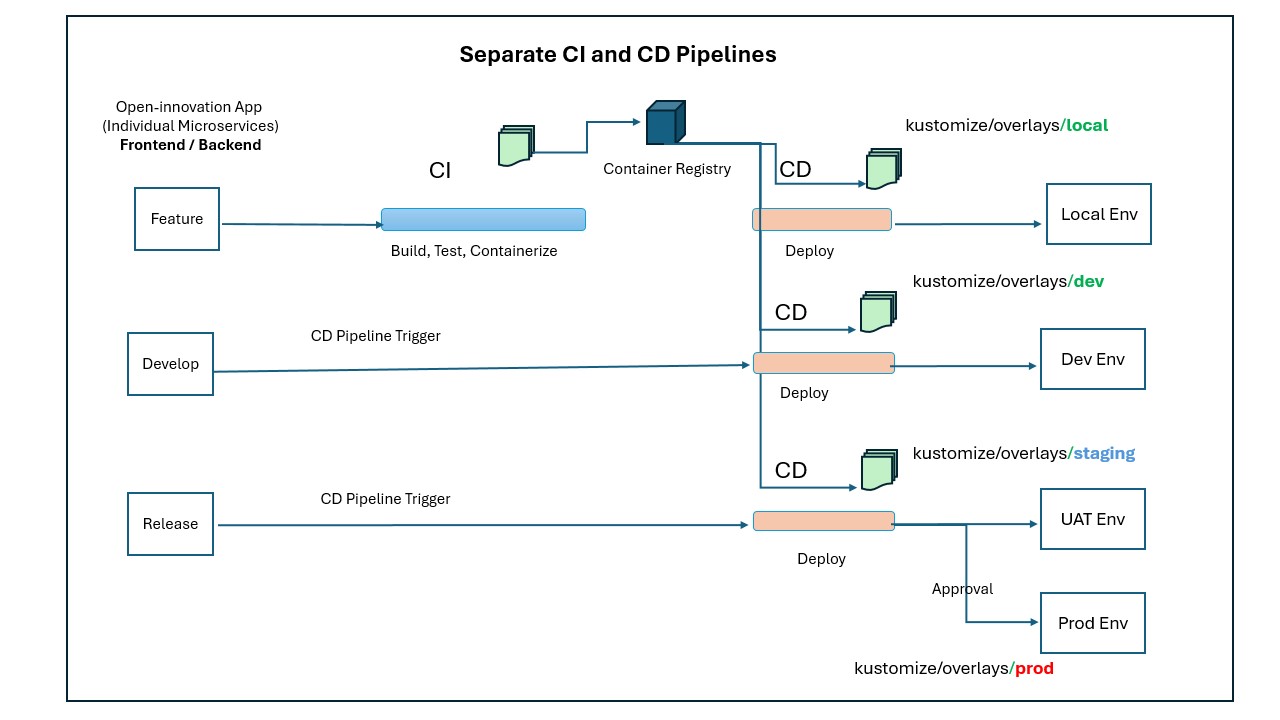 Separate CI and CD Pipelines
Open-innovation App
(Individual Microservices)
Frontend / Backend
kustomize/overlays/local
CI
Container Registry
CD
Feature
Local Env
Build, Test, Containerize
Deploy
kustomize/overlays/dev
CD
CD Pipeline Trigger
Develop
Dev Env
Deploy
kustomize/overlays/staging
CD
CD Pipeline Trigger
Release
UAT Env
Deploy
Approval
Prod Env
kustomize/overlays/prod